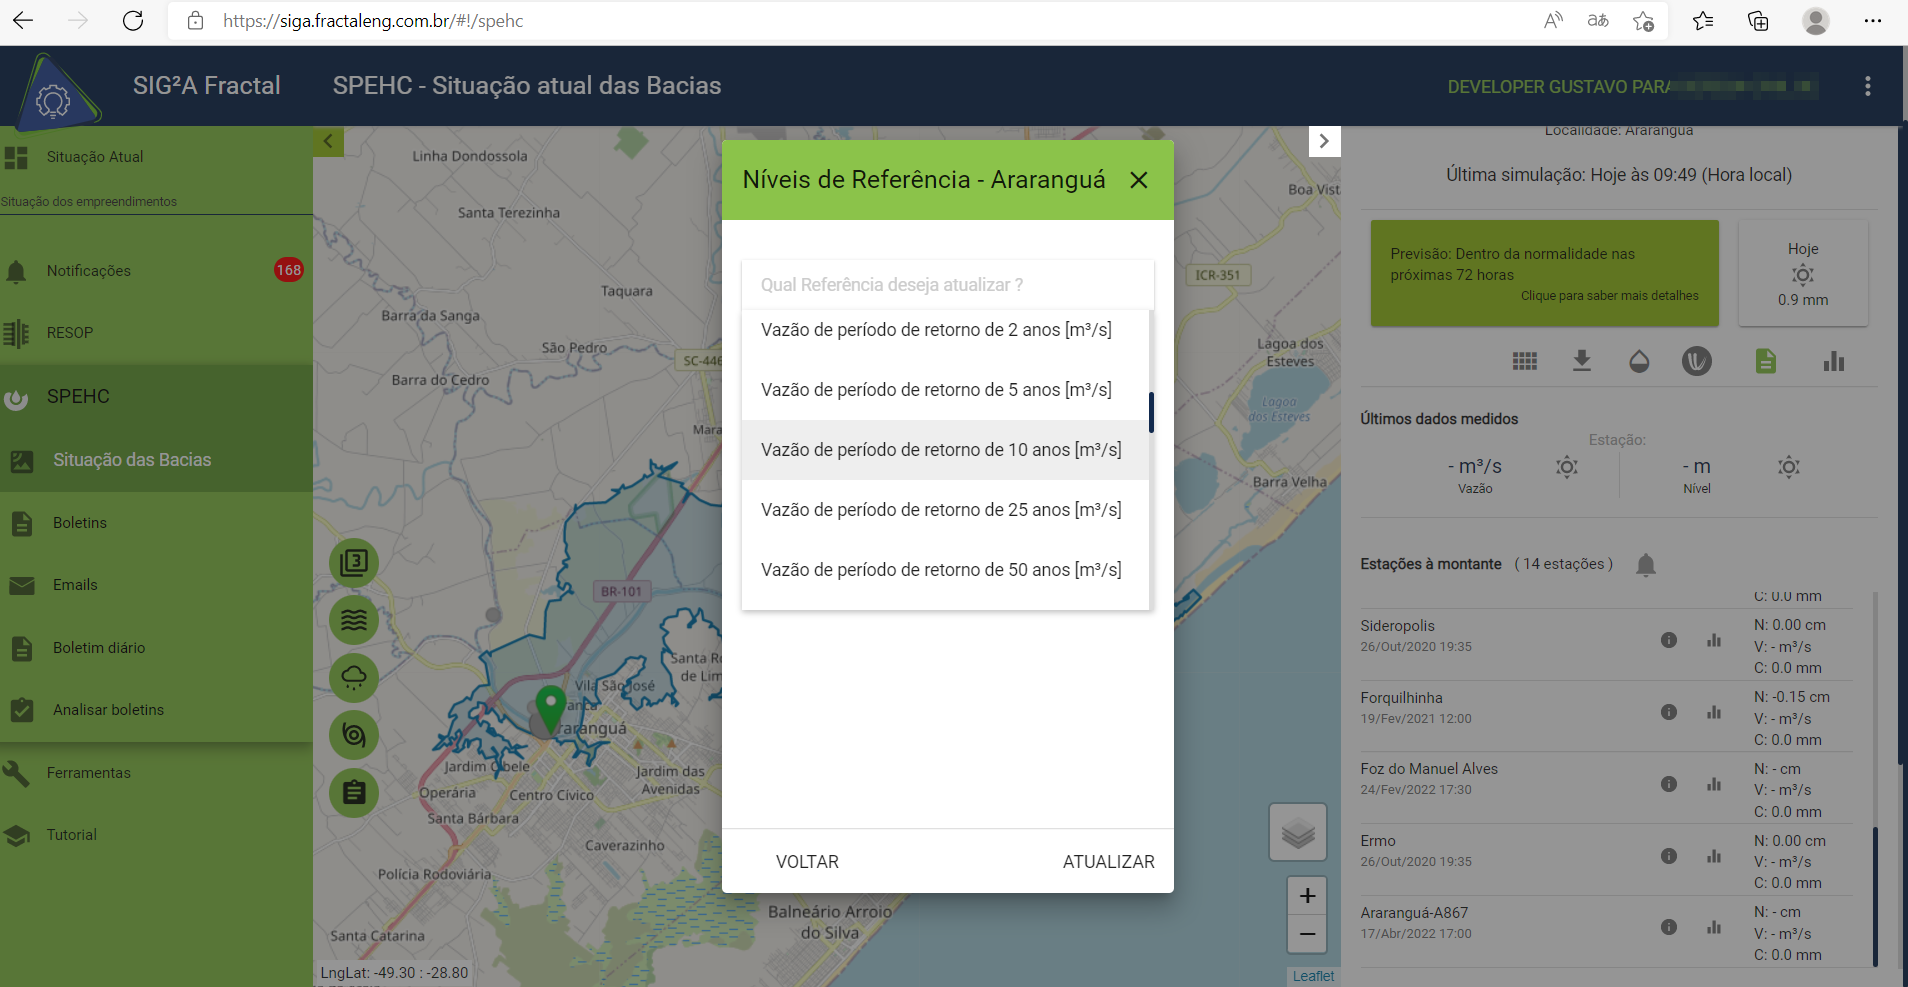 https://siga.fractaleng.com.br/#!/spehc
SIG²A Fractal
SPEHC - Situação atual das Bacias
DEVELOPER GUSTAVO
Situação Atual
Situação dos empreendimentos
Notificações
168
RESOP
SPEHC
Situação das Bacias
Boletins
Emails
Boletim diário
Analisar boletins
Ferramentas
Tutorial
Linha Dondossola
Santa Terezinha
Taquara
Barra da Sanga
São Pedro
Barra do Cedro
SC-446
Mara
BR-101
Santa R
de Lim
Vila São José
Araranguá
Jardim Cibele
Jardim das
Avenidas
Operária
Centro Cívico
Santa Bárbara
Caverazinho
Polícia Rodoviária
Santa Catarina
Balneário Arroio
do Silva
LngLat: -49.30 : -28.80
Boa Vist
ICR-351
Lagoa dos
Esteves
Lagoa
dos Esteves
Barra Velha
3
+
−
Leaflet
Níveis de Referência - Araranguá
Qual Referência deseja atualizar ?
Vazão de período de retorno de 2 anos [m³/s]
Vazão de período de retorno de 5 anos [m³/s]
Vazão de período de retorno de 10 anos [m³/s]
Vazão de período de retorno de 25 anos [m³/s]
Vazão de período de retorno de 50 anos [m³/s]
VOLTAR
ATUALIZAR
Localidade: Araranguá
Última simulação: Hoje às 09:49 (Hora local)
Previsão: Dentro da normalidade nas
próximas 72 horas
Clique para saber mais detalhes
Hoje
0.9 mm
Últimos dados medidos
Estação:
- m³/s
Vazão
- m
Nível
Estações à montante ( 14 estações )
C: 0.0 mm
Sideropolis
26/Out/2020 19:35
N: 0.00 cm
V: - m³/s
C: 0.0 mm
Forquilhinha
19/Fev/2021 12:00
N: -0.15 cm
V: - m³/s
C: 0.0 mm
Foz do Manuel Alves
24/Fev/2022 17:30
N: - cm
V: - m³/s
C: 0.0 mm
Ermo
26/Out/2020 19:35
N: 0.00 cm
V: - m³/s
C: 0.0 mm
Araranguá-A867
17/Abr/2022 17:00
N: - cm
V: - m³/s
C: 0.0 mm